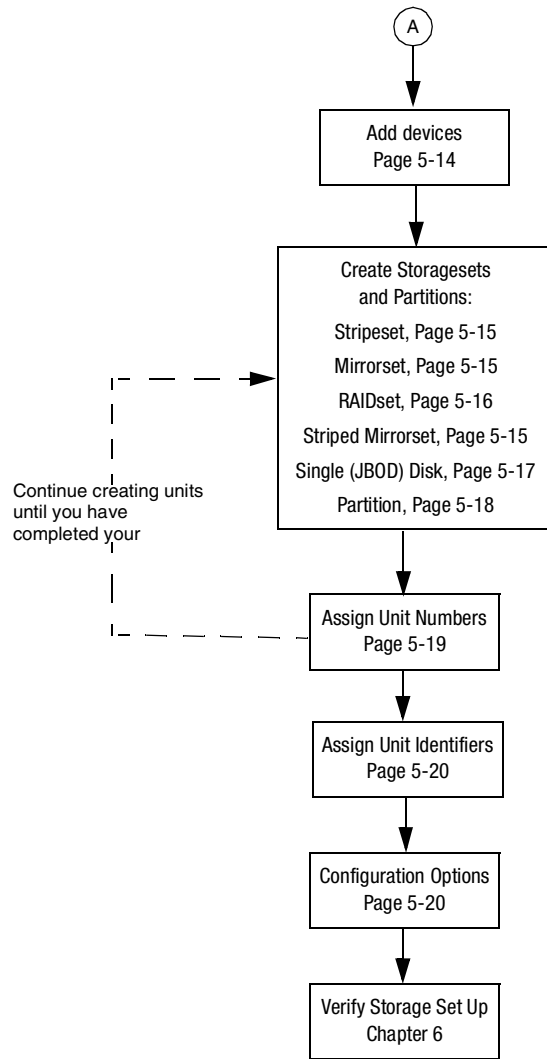 A
Add devices
Page 5-14
Create Storagesets
and Partitions:
Stripeset, Page 5-15
Mirrorset, Page 5-15
RAIDset, Page 5-16
Striped Mirrorset, Page 5-15
Single (JBOD) Disk, Page 5-17
Partition, Page 5-18
Continue creating units
until you have
completed your
Assign Unit Numbers
Page 5-19
Assign Unit Identifiers
Page 5-20
Configuration Options
Page 5-20
Verify Storage Set Up
Chapter 6